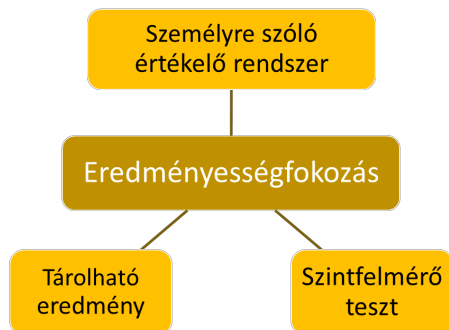 Személyre szóló
értékelő rendszer
Eredményességfokozás
Tárolható
eredmény
Szintfelmérő
teszt